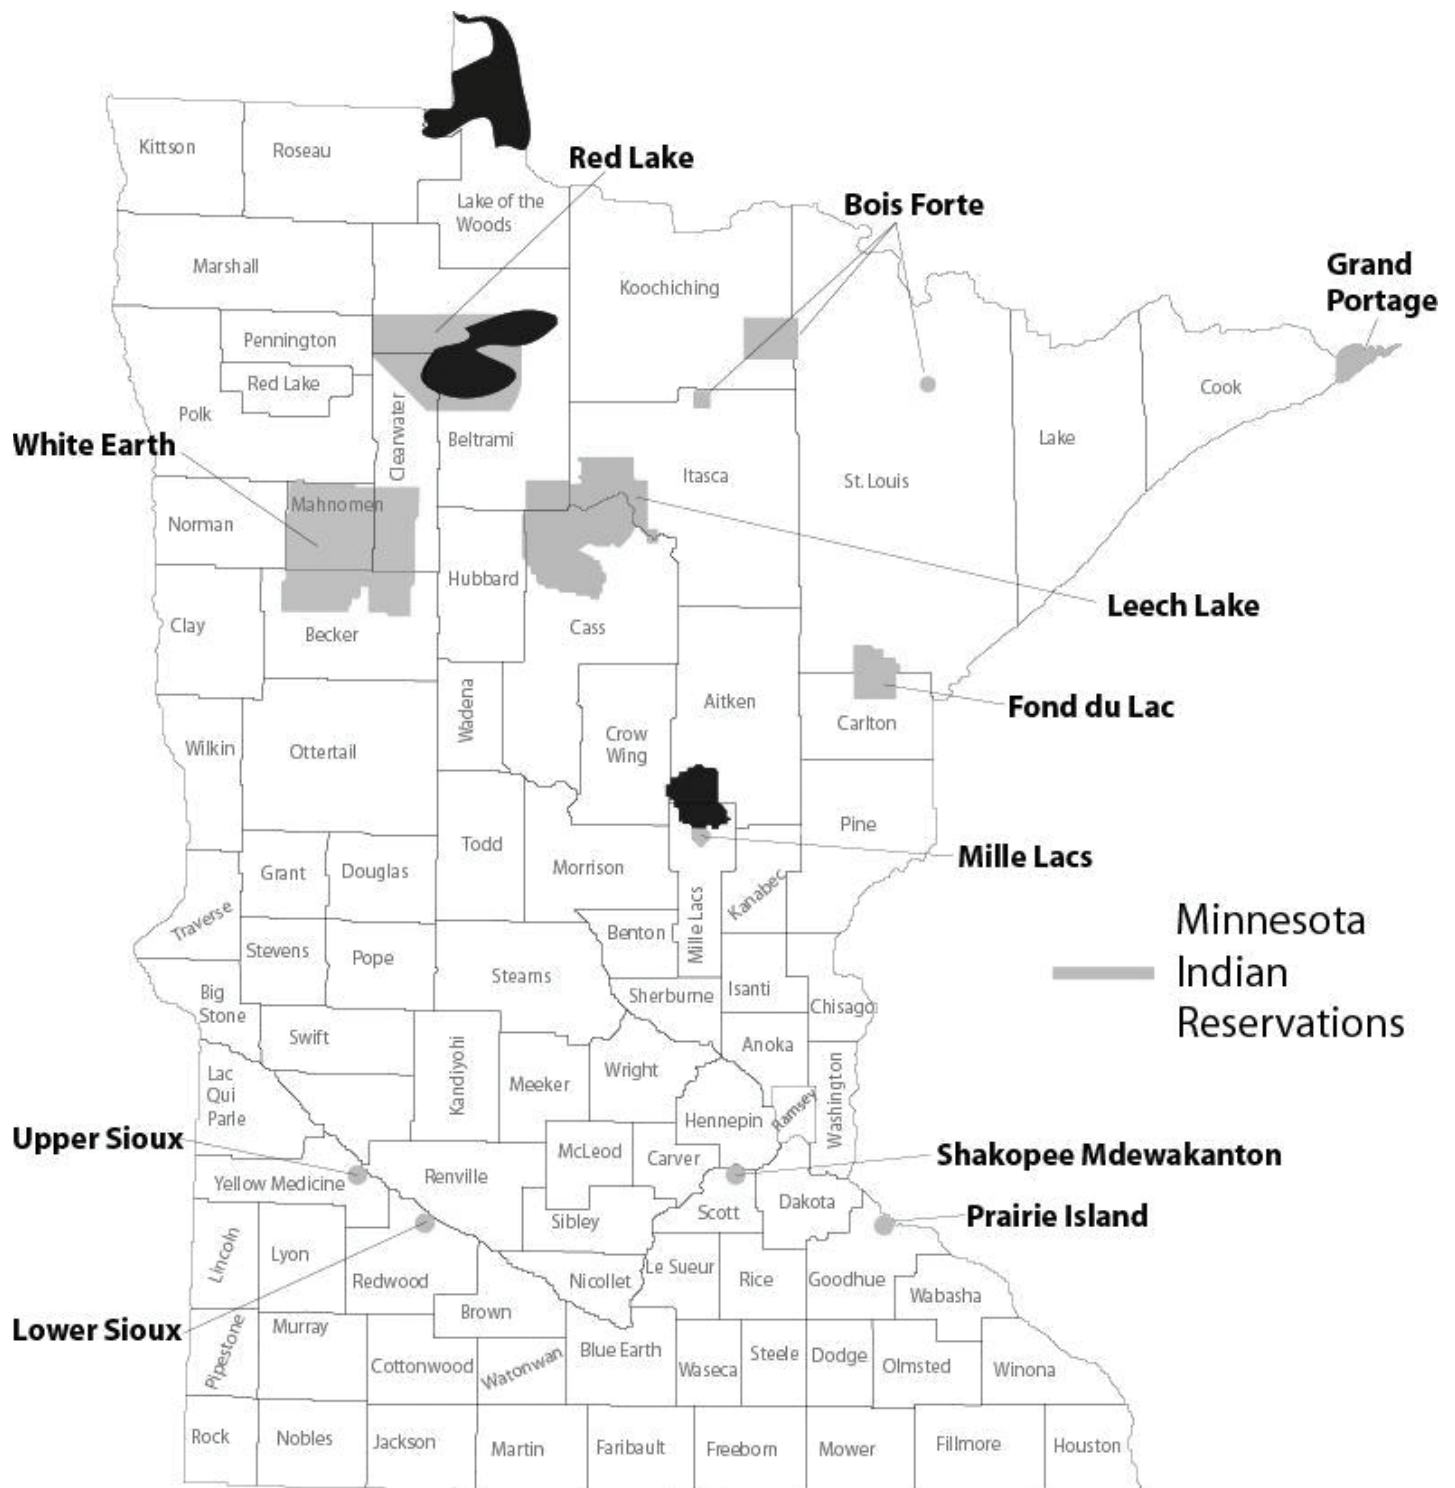 Kittson
Roseau
Red Lake
Lake of the
Woods
Bois Forte
Marshall
Koochiching
Grand
Portage
Pennington
Red Lake
Polk
Clearwater
Beltrami
Cook
Lake
White Earth
Itasca
St. Louis
Mahnomen
Norman
Hubbard
Leech Lake
Clay
Becker
Cass
Wadena
Aitken
Fond du Lac
Carlton
Wilkin
Ottertail
Crow
Wing
Pine
Todd
Mille Lacs
Grant
Douglas
Morrison
Kanabec
Traverse
Mille Lacs
Minnesota
Indian
Reservations
Benton
Stevens
Pope
Stearns
Big
Stone
Sherburne
Isanti
Chisago
Swift
Anoka
Kandiyohi
Wright
Washington
Lac
Qui
Parle
Meeker
Ramsey
Hennepin
Upper Sioux
McLeod
Carver
Shakopee Mdewakanton
Yellow Medicine
Renville
Dakota
Scott
Prairie Island
Sibley
Lincoln
Lyon
Le Sueur
Redwood
Nicollet
Rice
Goodhue
Wabasha
Brown
Lower Sioux
Murray
Pipestone
Cottonwood
Watonwan
Blue Earth
Waseca
Steele
Dodge
Olmsted
Winona
Rock
Nobles
Jackson
Martin
Faribault
Freeborn
Mower
Fillmore
Houston